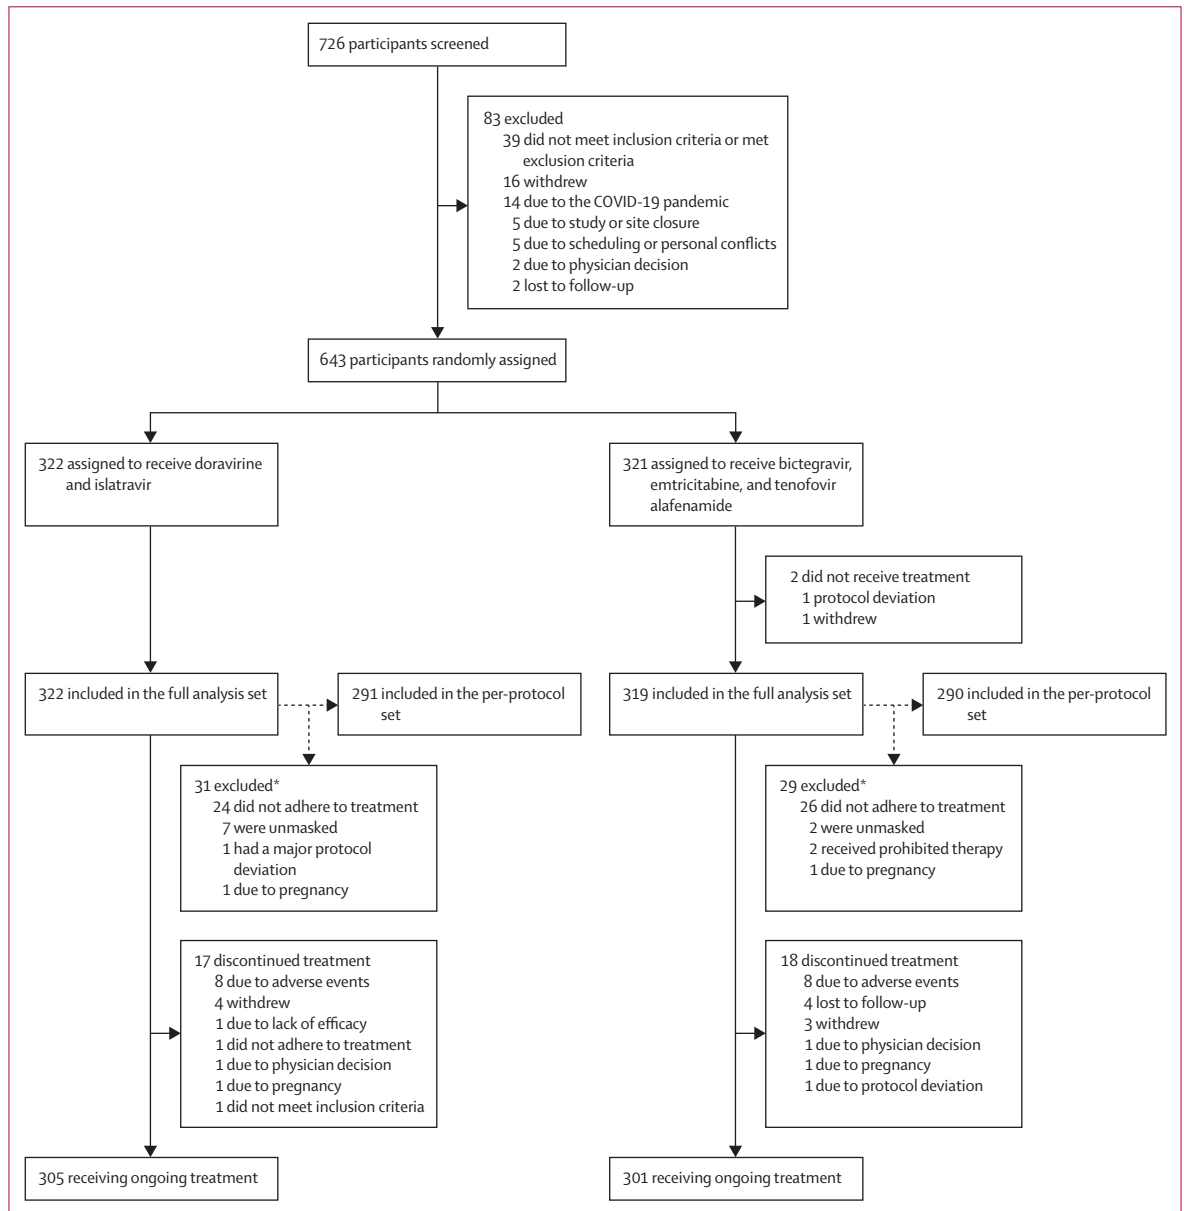 726 participants screened
83 excluded
39 did not meet inclusion criteria or met
exclusion criteria
16 withdrew
14 due to the COVID-19 pandemic
5 due to study or site closure
5 due to scheduling or personal conflicts
2 due to physician decision
2 lost to follow-up
643 participants randomly assigned
322 assigned to receive doravirine
and islatravir
321 assigned to receive bictegravir,
emtricitabine, and tenofovir
alafenamide
2 did not receive treatment
1 protocol deviation
1 withdrew
322 included in the full analysis set
291 included in the per-protocol
set
319 included in the full analysis set
290 included in the per-protocol
set
31 excluded*
24 did not adhere to treatment
7 were unmasked
1 had a major protocol
deviation
1 due to pregnancy
29 excluded*
26 did not adhere to treatment
2 were unmasked
2 received prohibited therapy
1 due to pregnancy
17 discontinued treatment
8 due to adverse events
4 withdrew
1 due to lack of efficacy
1 did not adhere to treatment
1 due to physician decision
1 due to pregnancy
1 did not meet inclusion criteria
18 discontinued treatment
8 due to adverse events
4 lost to follow-up
3 withdrew
1 due to physician decision
1 due to pregnancy
1 due to protocol deviation
305 receiving ongoing treatment
301 receiving ongoing treatment